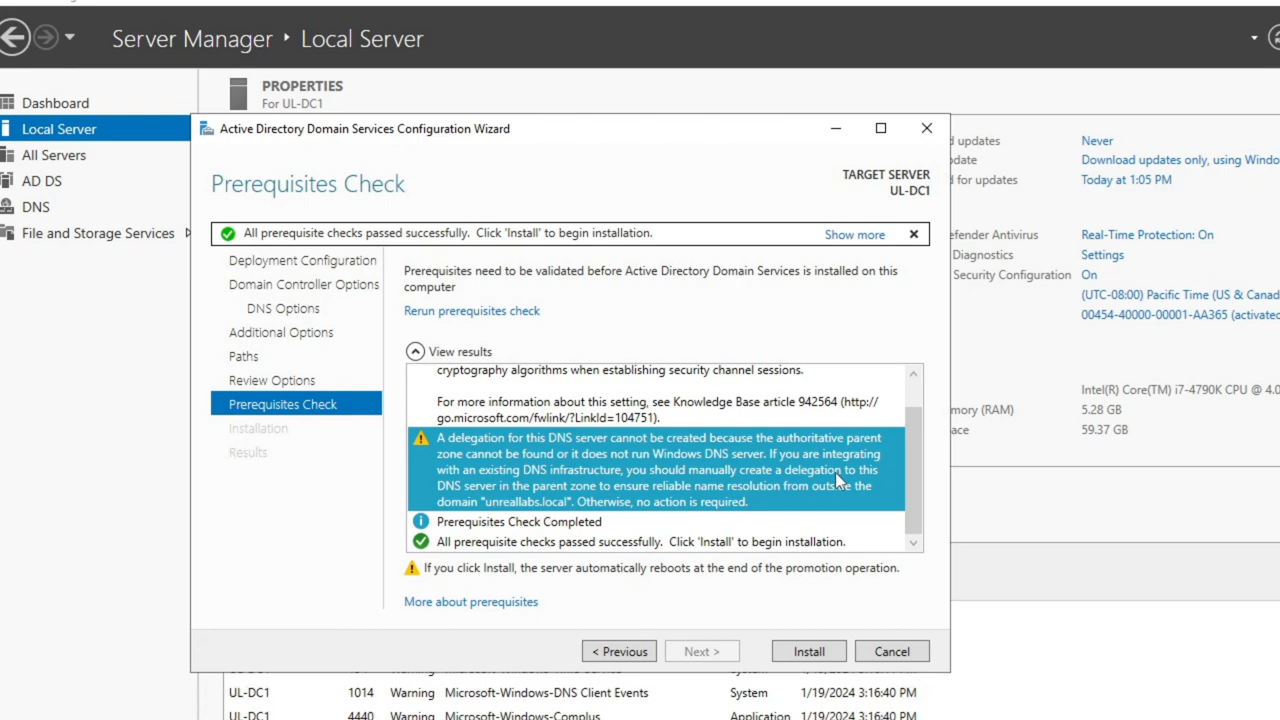 Server Manager ‣ Local Server
Dashboard
Local Server
All Servers
AD DS
DNS
File and Storage Services
PROPERTIES
For UL-DC1
Active Directory Domain Services Configuration Wizard
Prerequisites Check
TARGET SERVER
UL-DC1
All prerequisite checks passed successfully. Click 'Install' to begin installation.
Show more
Deployment Configuration
Domain Controller Options
DNS Options
Additional Options
Paths
Review Options
Prerequisites Check
Installation
Results
Prerequisites need to be validated before Active Directory Domain Services is installed on this
computer
Rerun prerequisites check
View results
cryptography algorithms when establishing security channel sessions.
For more information about this setting, see Knowledge Base article 942564 (http://
go.microsoft.com/fwlink/?LinkId=104751).
A delegation for this DNS server cannot be created because the authoritative parent
zone cannot be found or it does not run Windows DNS server. If you are integrating
with an existing DNS infrastructure, you should manually create a delegation to this
DNS server in the parent zone to ensure reliable name resolution from outside the
domain "unreallabs.local". Otherwise, no action is required.
Prerequisites Check Completed
All prerequisite checks passed successfully. Click 'Install' to begin installation.
If you click Install, the server automatically reboots at the end of the promotion operation.
More about prerequisites
< Previous
Next >
Install
Cancel
d updates Never
Download updates only, using Windo
d for updates Today at 1:05 PM
efender Antivirus Real-Time Protection: On
Diagnostics Settings
Security Configuration On
(UTC-08:00) Pacific Time (US & Canad
00454-40000-00001-AA365 (activated
Intel(R) Core(TM) i7-4790K CPU @ 4.0
mory (RAM) 5.28 GB
ace 59.37 GB
UL-DC1 1014 Warning Microsoft-Windows-DNS Client Events System 1/19/2024 3:16:40 PM
UL-DC1 4440 Warning Microsoft-Windows-Complus Application 1/19/2024 3:16:40 PM